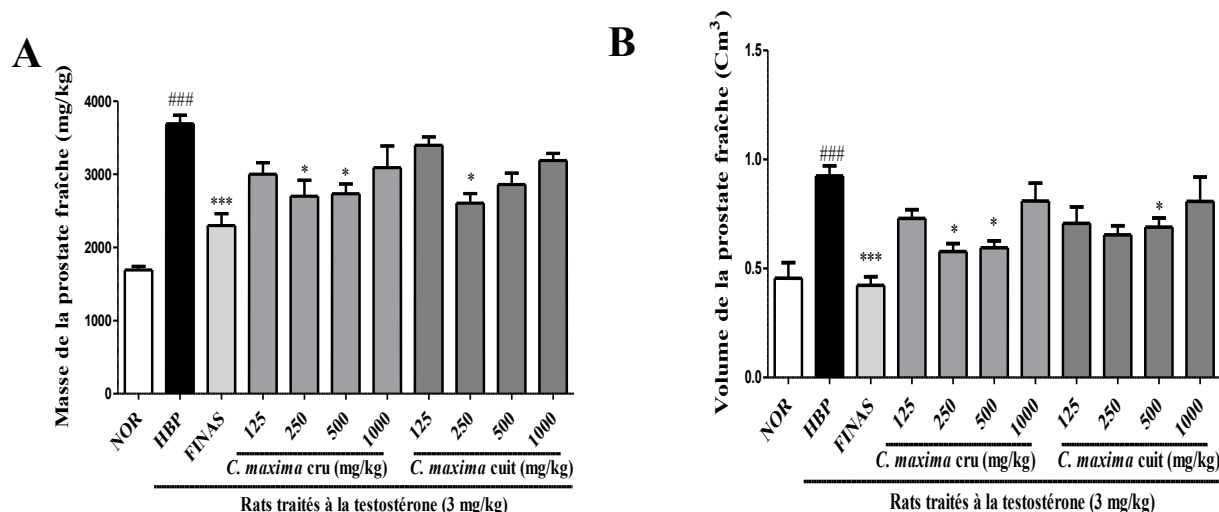 A
Masse de la prostate fraîche (mg/kg)
4000
3000
2000
1000
0
###
***
*
*
*
NOR
HBP
FINAS
125
250
500
1000
125
250
500
1000
C. maxima cru (mg/kg)
C. maxima cuit (mg/kg)
Rats traités à la testostérone (3 mg/kg)
B
Volume de la prostate fraîche (Cm³)
1.5
1.0
0.5
0.0
###
***
*
*
*
NOR
HBP
FINAS
125
250
500
1000
125
250
500
1000
C. maxima cru (mg/kg)
C. maxima cuit (mg/kg)
Rats traités à la testostérone (3 mg/kg)